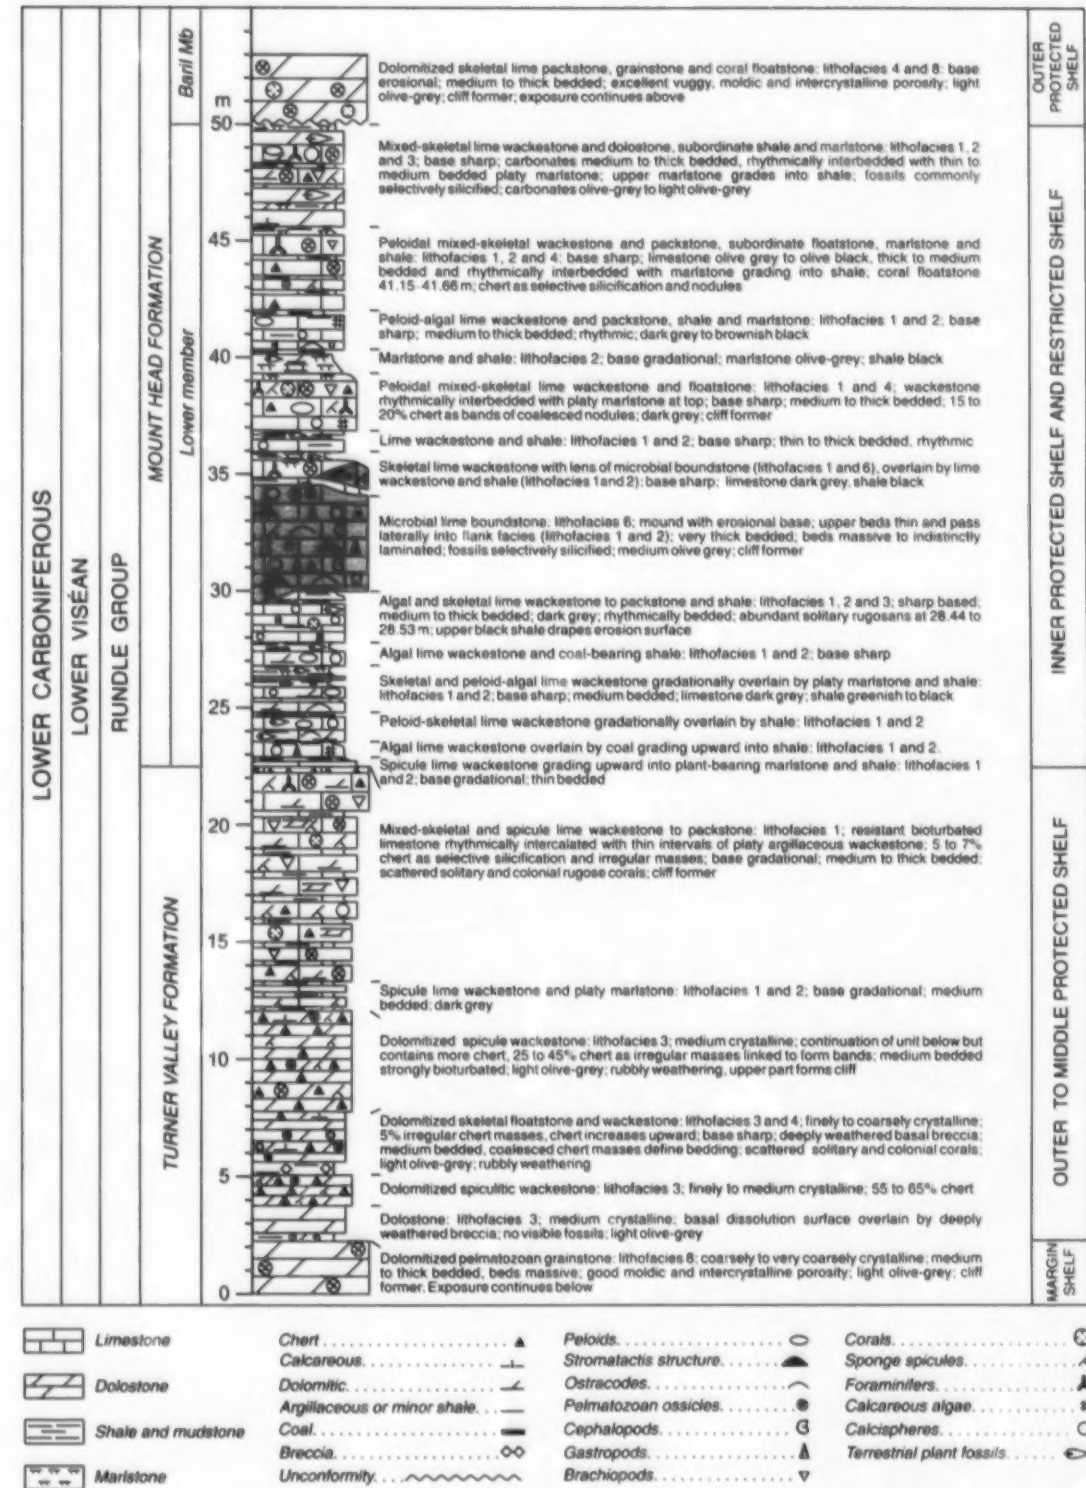 LOWER CARBONIFEROUS
LOWER VISÉAN
RUNDLE GROUP
MOUNT HEAD FORMATION
TURNER VALLEY FORMATION
Baril Mb
Lower member
m
50
45
40
35
30
25
20
15
10
5
0
Dolomitized skeletal lime packstone, grainstone and coral floatstone: lithofacies 4 and 8: base
erosional; medium to thick bedded; excellent vuggy, moldic and intercrystalline porosity; light
olive-grey; cliff former; exposure continues above
Mixed-skeletal lime wackestone and dolostone, subordinate shale and marlstone: lithofacies 1, 2
and 3; base sharp; carbonates medium to thick bedded, rhythmically interbedded with thin to
medium bedded platy marlstone; upper marlstone grades into shale; fossils commonly
selectively silicified; carbonates olive-grey to light olive-grey
Peloidal mixed-skeletal wackestone and packstone, subordinate floatstone, marlstone and
shale: lithofacies 1, 2 and 4; base sharp; limestone olive grey to olive black, thick to medium
bedded and rhythmically interbedded with marlstone grading into shale; coral floatstone
41.15 41.66 m; chert as selective silicification and nodules
Peloid-algal lime wackestone and packstone, shale and marlstone: lithofacies 1 and 2; base
sharp; medium to thick bedded; rhythmic; dark grey to brownish black
Marlstone and shale: lithofacies 2; base gradational; marlstone olive-grey; shale black
Peloidal mixed-skeletal lime wackestone and floatstone: lithofacies 1 and 4; wackestone
rhythmically interbedded with platy marlstone at top; base sharp; medium to thick bedded; 15 to
20% chert as bands of coalesced nodules; dark grey; cliff former
Lime wackestone and shale: lithofacies 1 and 2; base sharp; thin to thick bedded, rhythmic
Skeletal lime wackestone with lens of microbial boundstone (lithofacies 1 and 6), overlain by lime
wackestone and shale (lithofacies 1and 2): base sharp; limestone dark grey, shale black
Microbial lime boundstone: lithofacies 6; mound with erosional base; upper beds thin and pass
laterally into flank facies (lithofacies 1 and 2); very thick bedded; beds massive to indistinctly
laminated; fossils selectively silicified; medium olive grey; cliff former
Algal and skeletal lime wackestone to packstone and shale: lithofacies 1, 2 and 3; sharp based;
medium to thick bedded; dark grey; rhythmically bedded; abundant solitary rugosans at 28.44 to
28.53 m; upper black shale drapes erosion surface
Algal lime wackestone and coal-bearing shale: lithofacies 1 and 2; base sharp
Skeletal and peloid-algal lime wackestone gradationally overlain by platy marlstone and shale:
lithofacies 1 and 2; base sharp; medium bedded; limestone dark grey; shale greenish to black
Peloid-skeletal lime wackestone gradationally overlain by shale: lithofacies 1 and 2
Algal lime wackestone overlain by coal grading upward into shale: lithofacies 1 and 2.
Spicule lime wackestone grading upward into plant-bearing marlstone and shale: lithofacies 1
and 2; base gradational; thin bedded
Mixed-skeletal and spicule lime wackestone to packstone: lithofacies 1; resistant bioturbated
limestone rhythmically intercalated with thin intervals of platy argillaceous wackestone; 5 to 7%
chert as selective silicification and irregular masses; base gradational; medium to thick bedded;
scattered solitary and colonial rugose corals; cliff former
Spicule lime wackestone and platy marlstone: lithofacies 1 and 2; base gradational; medium
bedded; dark grey
Dolomitized spicule wackestone: lithofacies 3; medium crystalline; continuation of unit below but
contains more chert, 25 to 45% chert as irregular masses linked to form bands; medium bedded
strongly bioturbated; light olive-grey; rubbly weathering, upper part forms cliff
Dolomitized skeletal floatstone and wackestone: lithofacies 3 and 4; finely to coarsely crystalline;
5% irregular chert masses, chert increases upward; base sharp; deeply weathered basal breccia;
medium bedded, coalesced chert masses define bedding; scattered solitary and colonial corals;
light olive-grey; rubbly weathering
Dolomitized spiculitic wackestone: lithofacies 3; finely to medium crystalline; 55 to 65% chert
Dolostone: lithofacies 3; medium crystalline; basal dissolution surface overlain by deeply
weathered breccia; no visible fossils; light olive-grey
Dolomitized pelmatozoan grainstone: lithofacies 8; coarsely to very coarsely crystalline; medium
to thick bedded, beds massive; good moldic and intercrystalline porosity; light olive-grey; cliff
former. Exposure continues below
OUTER PROTECTED SHELF
INNER PROTECTED SHELF AND RESTRICTED SHELF
OUTER TO MIDDLE PROTECTED SHELF
MARGIN SHELF
Limestone
Dolostone
Shale and mudstone
Marlstone
Chert
Calcareous
Dolomitic
Argillaceous or minor shale
Coal
Breccia
Unconformity
Peloids
Stromatactis structure
Ostracodes
Pelmatozoan ossicles
Cephalopods
Gastropods
Brachiopods
Corals
Sponge spicules
Foraminifers
Calcareous algae
Calcispheres
Terrestrial plant fossils